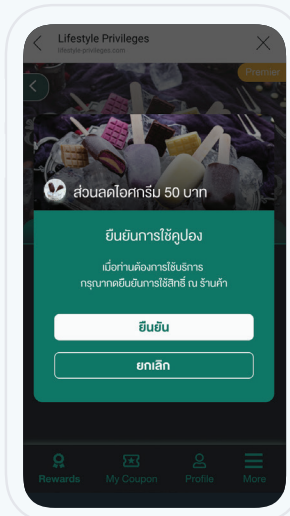 Lifestyle Privileges
lifestyle-privileges.com
Premier
ส่วนลดไอศกรีม 50 บาท
ยืนยันการใช้คูปอง
เมื่อท่านต้องการใช้บริการ
กรุณากดยืนยันการใช้สิทธิ์ ณ ร้านค้า
ยืนยัน
ยกเลิก
Rewards
My Coupon
Profile
More